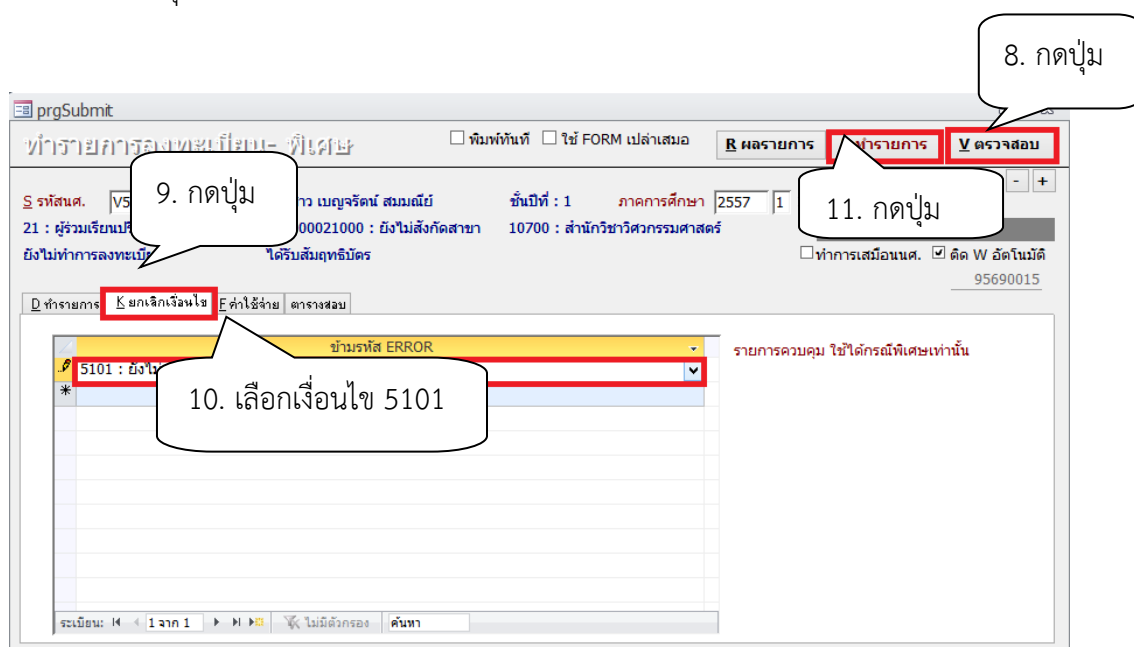 8. กดปุ่ม
prgSubmit
ทำรายการลงทะเบียน- พิเศษ
พิมพ์ทันที ใช้ FORM เปล่าเสมอ R ผลรายการ ทำรายการ V ตรวจสอบ
9. กดปุ่ม
- +
S รหัสนศ. V5 าว เบญจรัตน์ สมมณีย์ ชั้นปีที่ : 1 ภาคการศึกษา 2557 1
11. กดปุ่ม
21 : ผู้ร่วมเรียน 00021000 : ยังไม่สังกัดสาขา 10700 : สำนักวิชาวิศวกรรมศาสตร์
ยังไม่ทำการลงทะเบีย ได้รับสัมฤทธิบัตร ทำการเสมือนนศ. ติด W อัตโนมัติ
95690015
D ทำรายการ K ยกเลิกเงื่อนไข F ค่าใช้จ่าย ตารางสอบ
ข้ามรหัส ERROR
รายการควบคุม ใช้ได้กรณีพิเศษเท่านั้น
5101 : ยังไม่
10. เลือกเงื่อนไข 5101
ระเบียน: 1 จาก 1 ไม่มีตัวกรอง ค้นหา